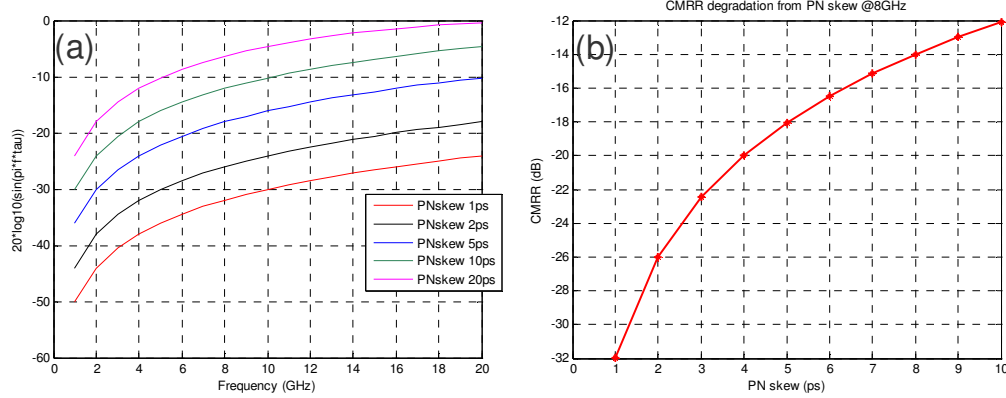 (a)
0
-10
-20
-30
-40
-50
-60
20*log10(sin(pi*f*tau)
0 2 4 6 8 10 12 14 16 18 20
Frequency (GHz)
PNskew 1ps
PNskew 2ps
PNskew 5ps
PNskew 10ps
PNskew 20ps
CMRR degradation from PN skew @8GHz
(b)
-12
-14
-16
-18
-20
-22
-24
-26
-28
-30
-32
CMRR (dB)
0 1 2 3 4 5 6 7 8 9 10
PN skew (ps)